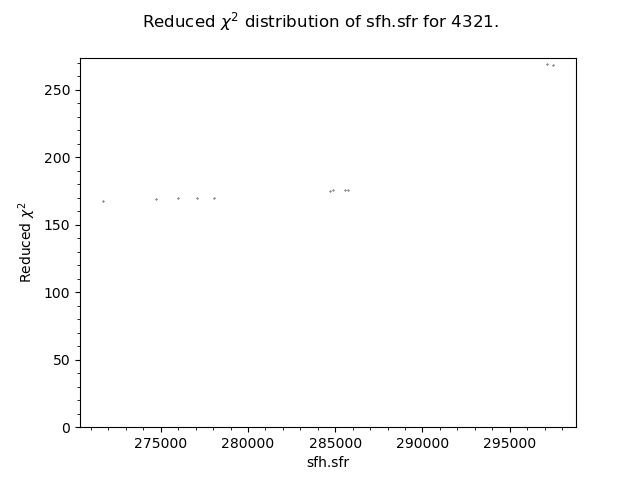 Reduced χ² distribution of sfh.sfr for 4321.
250
200
150
100
50
0
Reduced χ²
275000 280000 285000 290000 295000
sfh.sfr